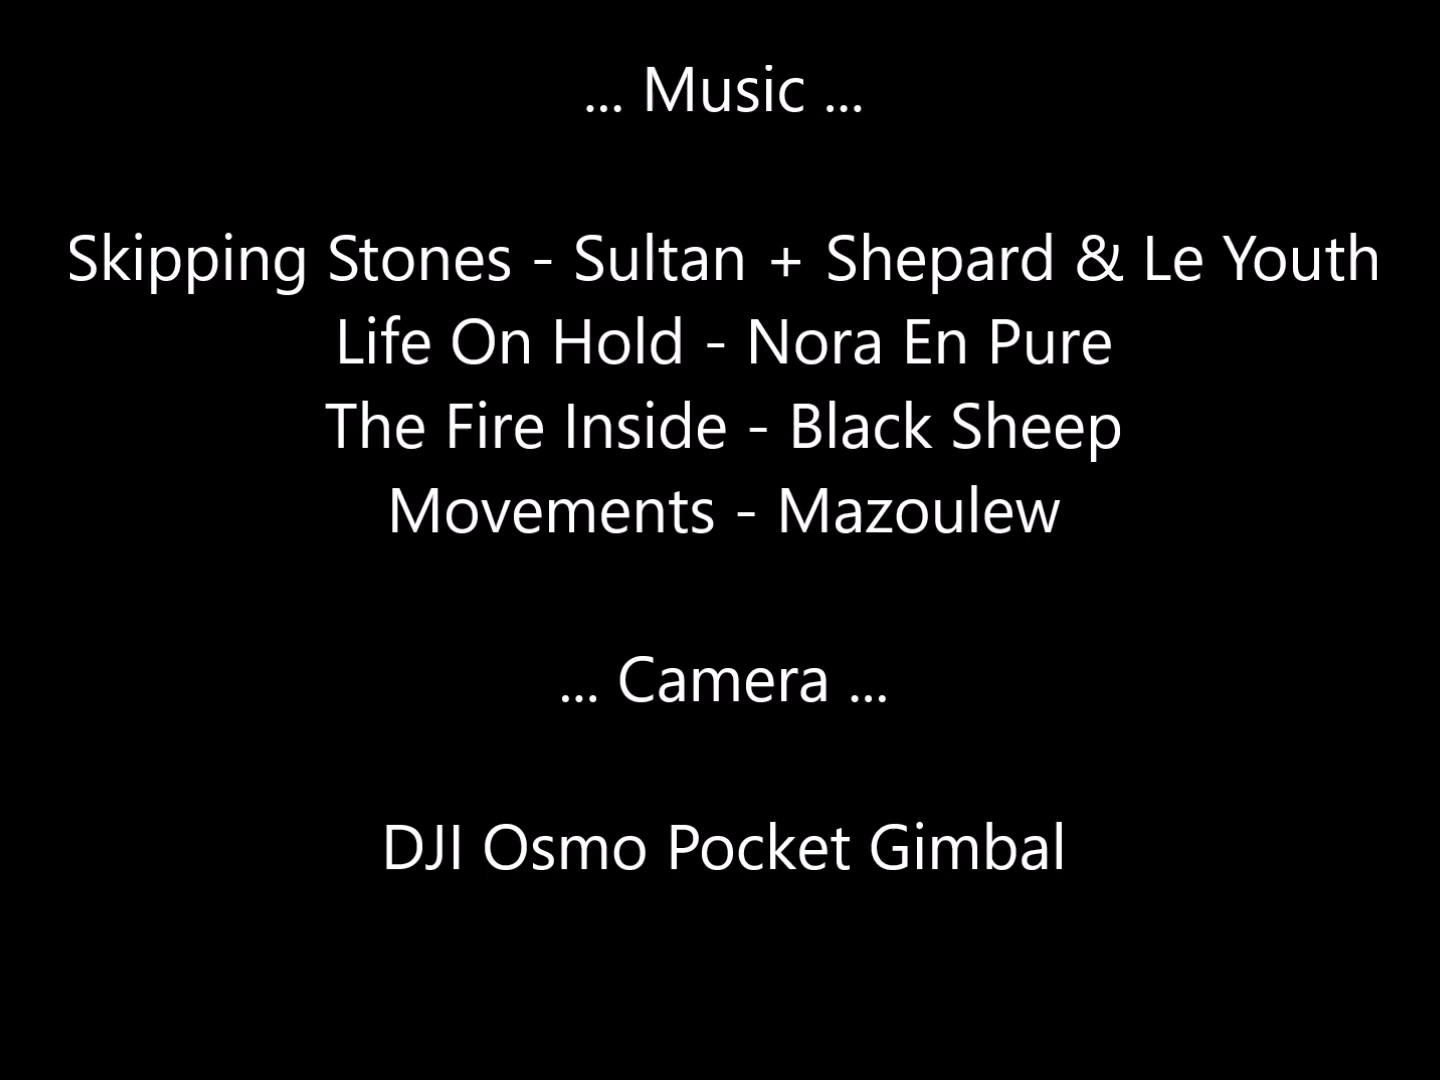 ... Music ...
Skipping Stones - Sultan + Shepard & Le Youth
Life On Hold - Nora En Pure
The Fire Inside - Black Sheep
Movements - Mazoulew
... Camera ...
DJI Osmo Pocket Gimbal